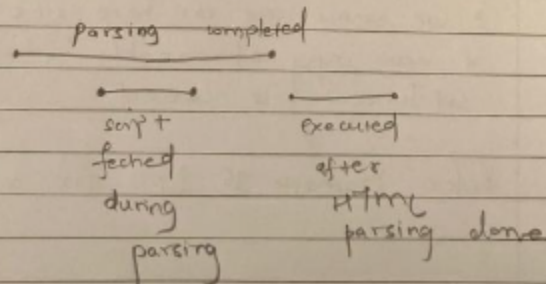 parsing completed
script executed
feched after
during HTML
parsing parsing done